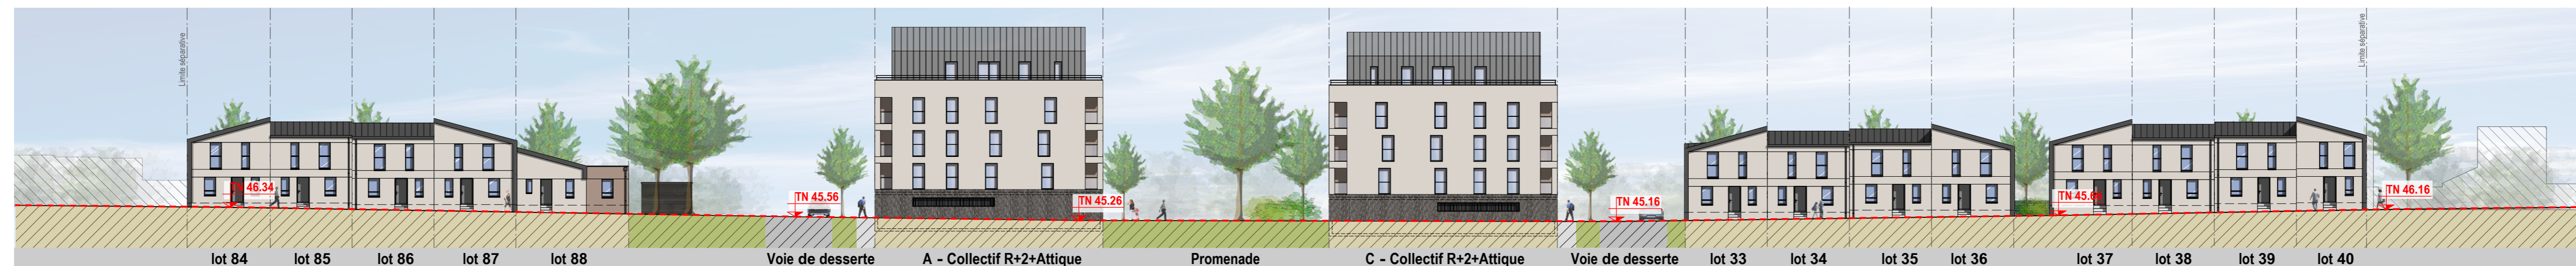 Limite séparative
Limite séparative
TN 46.34
TN 45.56
TN 45.26
TN 45.16
TN 46.16
lot 84 lot 85 lot 86 lot 87 lot 88 Voie de desserte A - Collectif R+2+Attique Promenade C - Collectif R+2+Attique Voie de desserte lot 33 lot 34 lot 35 lot 36 lot 37 lot 38 lot 39 lot 40